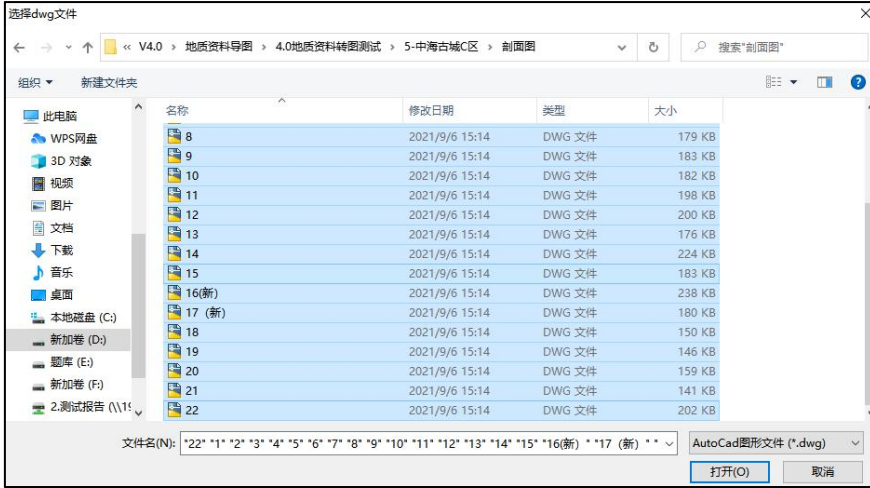 选择dwg文件
« V4.0 › 地质资料导图 › 4.0地质资料转图测试 › 5-中海古城C区 › 剖面图
搜索"剖面图"
组织 新建文件夹
此电脑
WPS网盘
3D 对象
视频
图片
文档
下载
音乐
桌面
本地磁盘 (C:)
新加卷 (D:)
题库 (E:)
新加卷 (F:)
2.测试报告 (\\19
名称 修改日期 类型 大小
8 2021/9/6 15:14 DWG 文件 179 KB
9 2021/9/6 15:14 DWG 文件 183 KB
10 2021/9/6 15:14 DWG 文件 182 KB
11 2021/9/6 15:14 DWG 文件 198 KB
12 2021/9/6 15:14 DWG 文件 200 KB
13 2021/9/6 15:14 DWG 文件 176 KB
14 2021/9/6 15:14 DWG 文件 224 KB
15 2021/9/6 15:14 DWG 文件 183 KB
16(新) 2021/9/6 15:14 DWG 文件 238 KB
17（新） 2021/9/6 15:14 DWG 文件 180 KB
18 2021/9/6 15:14 DWG 文件 150 KB
19 2021/9/6 15:14 DWG 文件 146 KB
20 2021/9/6 15:14 DWG 文件 159 KB
21 2021/9/6 15:14 DWG 文件 141 KB
22 2021/9/6 15:14 DWG 文件 202 KB
文件名(N): "22" "1" "2" "3" "4" "5" "6" "7" "8" "9" "10" "11" "12" "13" "14" "15" "16(新)" "17（新）" "
AutoCad图形文件 (*.dwg)
打开(O) 取消